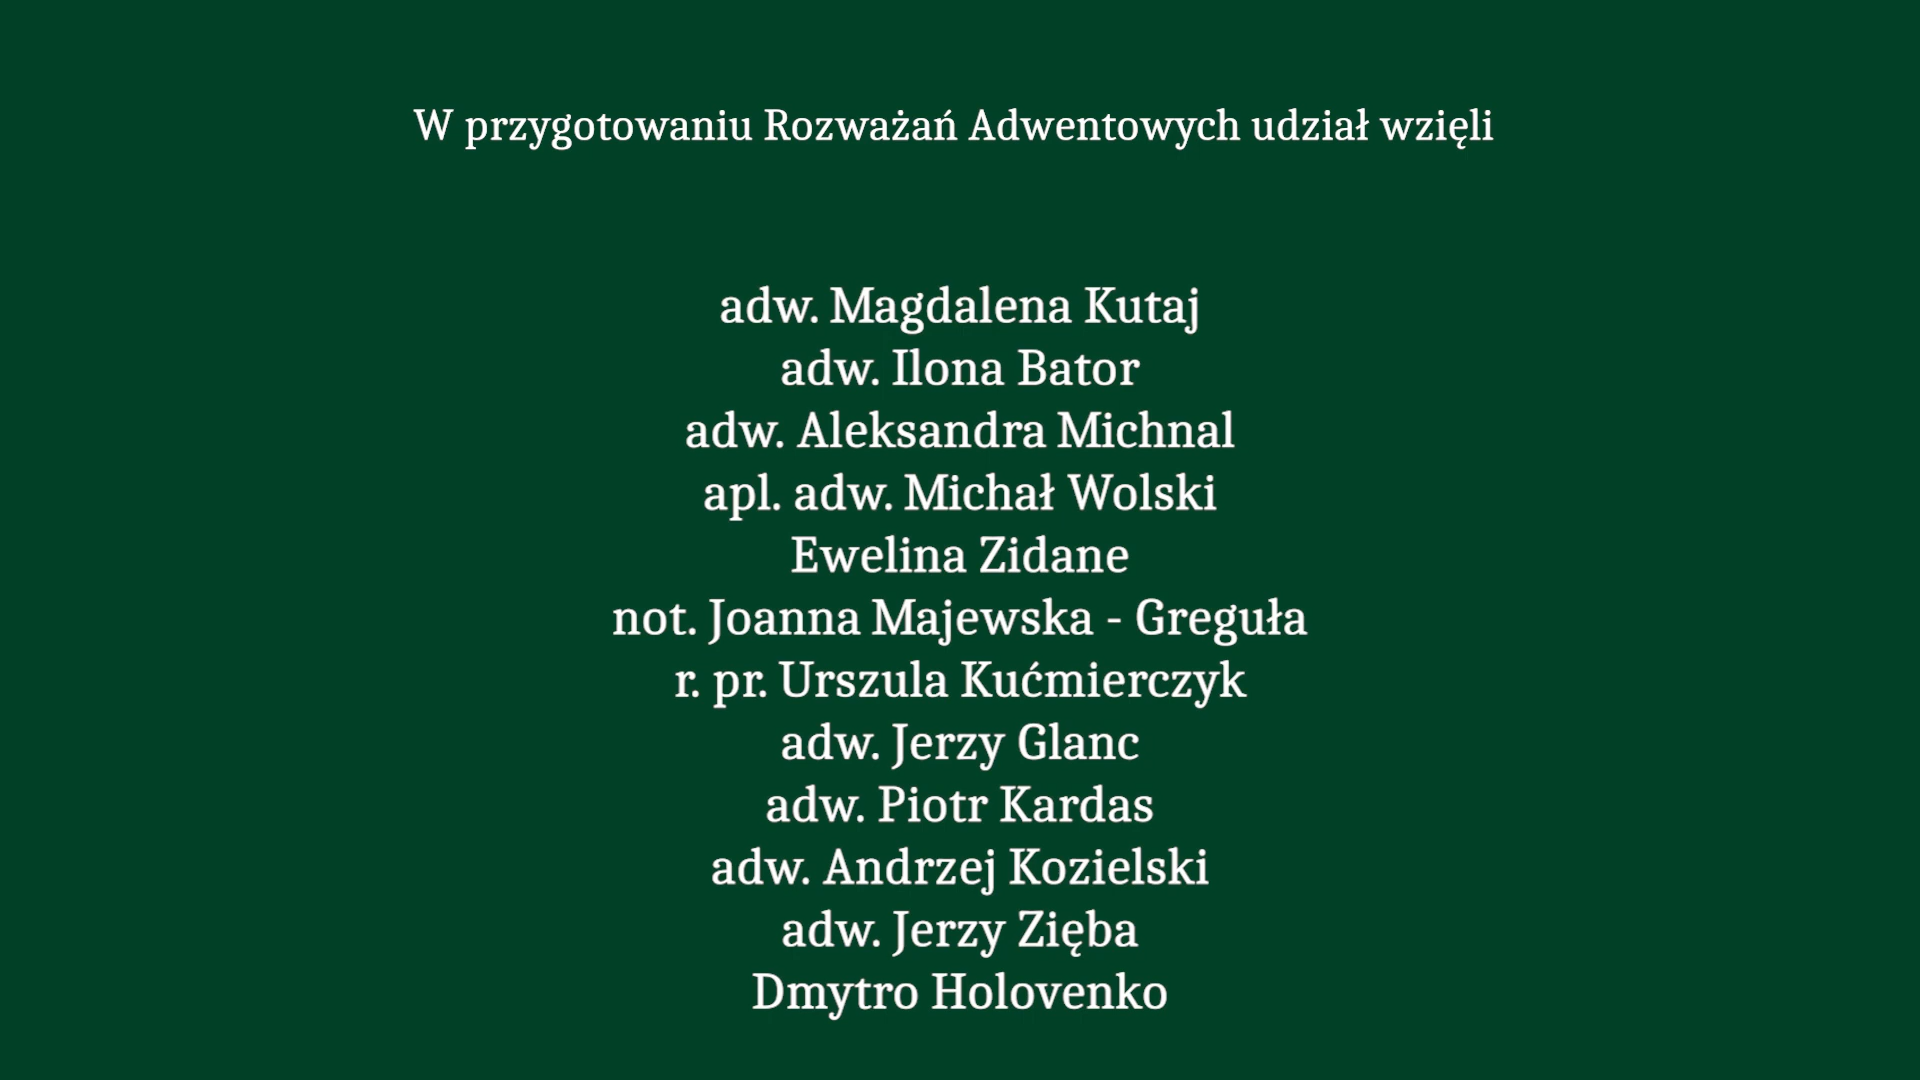 W przygotowaniu Rozważań Adwentowych udział wzięli
adw. Magdalena Kutaj
adw. Ilona Bator
adw. Aleksandra Michnal
apl. adw. Michał Wolski
Ewelina Zidane
not. Joanna Majewska - Greguła
r. pr. Urszula Kućmierczyk
adw. Jerzy Glanc
adw. Piotr Kardas
adw. Andrzej Kozielski
adw. Jerzy Zięba
Dmytro Holovenko